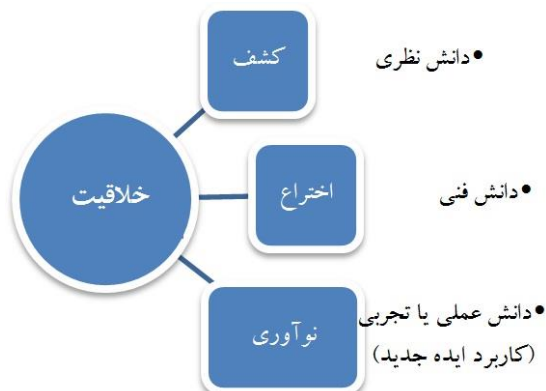 کشف
•دانش نظری
خلاقیت
اختراع
•دانش فنی
نوآوری
•دانش عملی یا تجربی
(کاربرد ایده جدید)